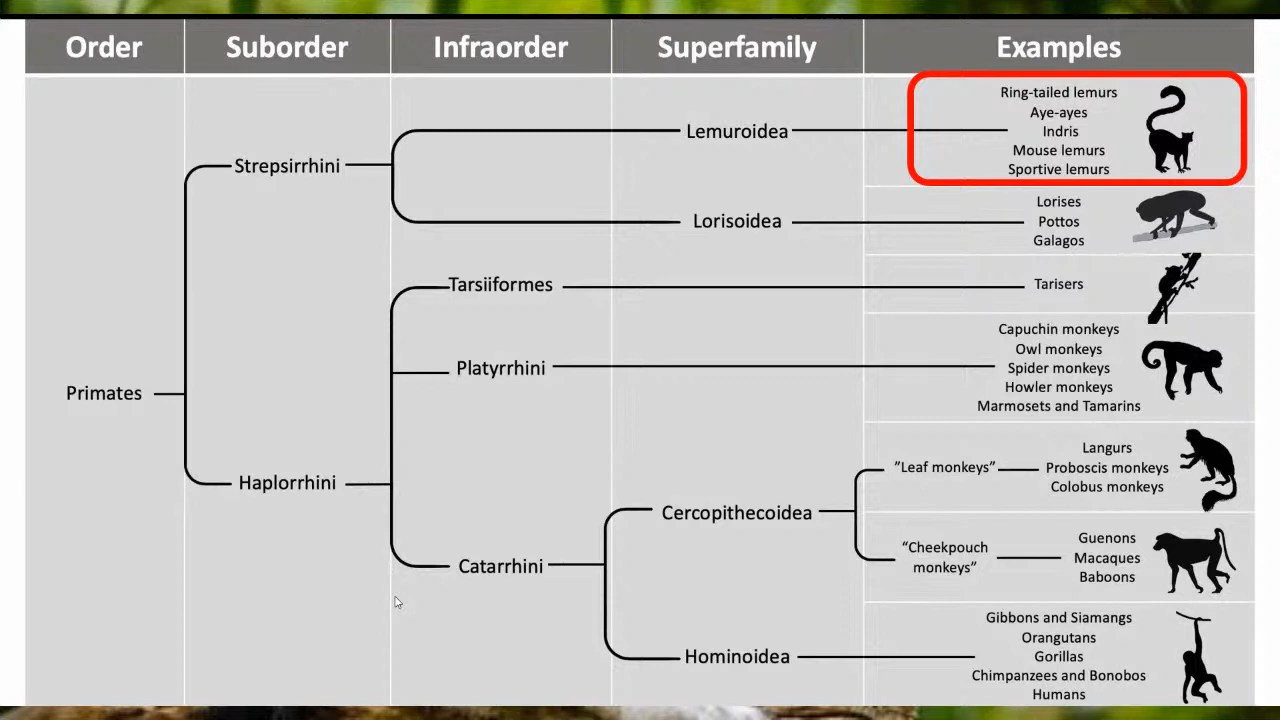 Order Suborder Infraorder Superfamily Examples
Ring-tailed lemurs
Aye-ayes
Lemuroidea
Indris
Mouse lemurs
Strepsirrhini
Sportive lemurs
Lorises
Lorisoidea
Pottos
Galagos
Tarsiiformes
Tarisers
Capuchin monkeys
Owl monkeys
Platyrrhini
Spider monkeys
Howler monkeys
Primates
Marmosets and Tamarins
Langurs
”Leaf monkeys”
Proboscis monkeys
Haplorrhini
Colobus monkeys
Cercopithecoidea
Guenons
“Cheekpouch
monkeys”
Macaques
Catarrhini
Baboons
Gibbons and Siamangs
Orangutans
Hominoidea
Gorillas
Chimpanzees and Bonobos
Humans